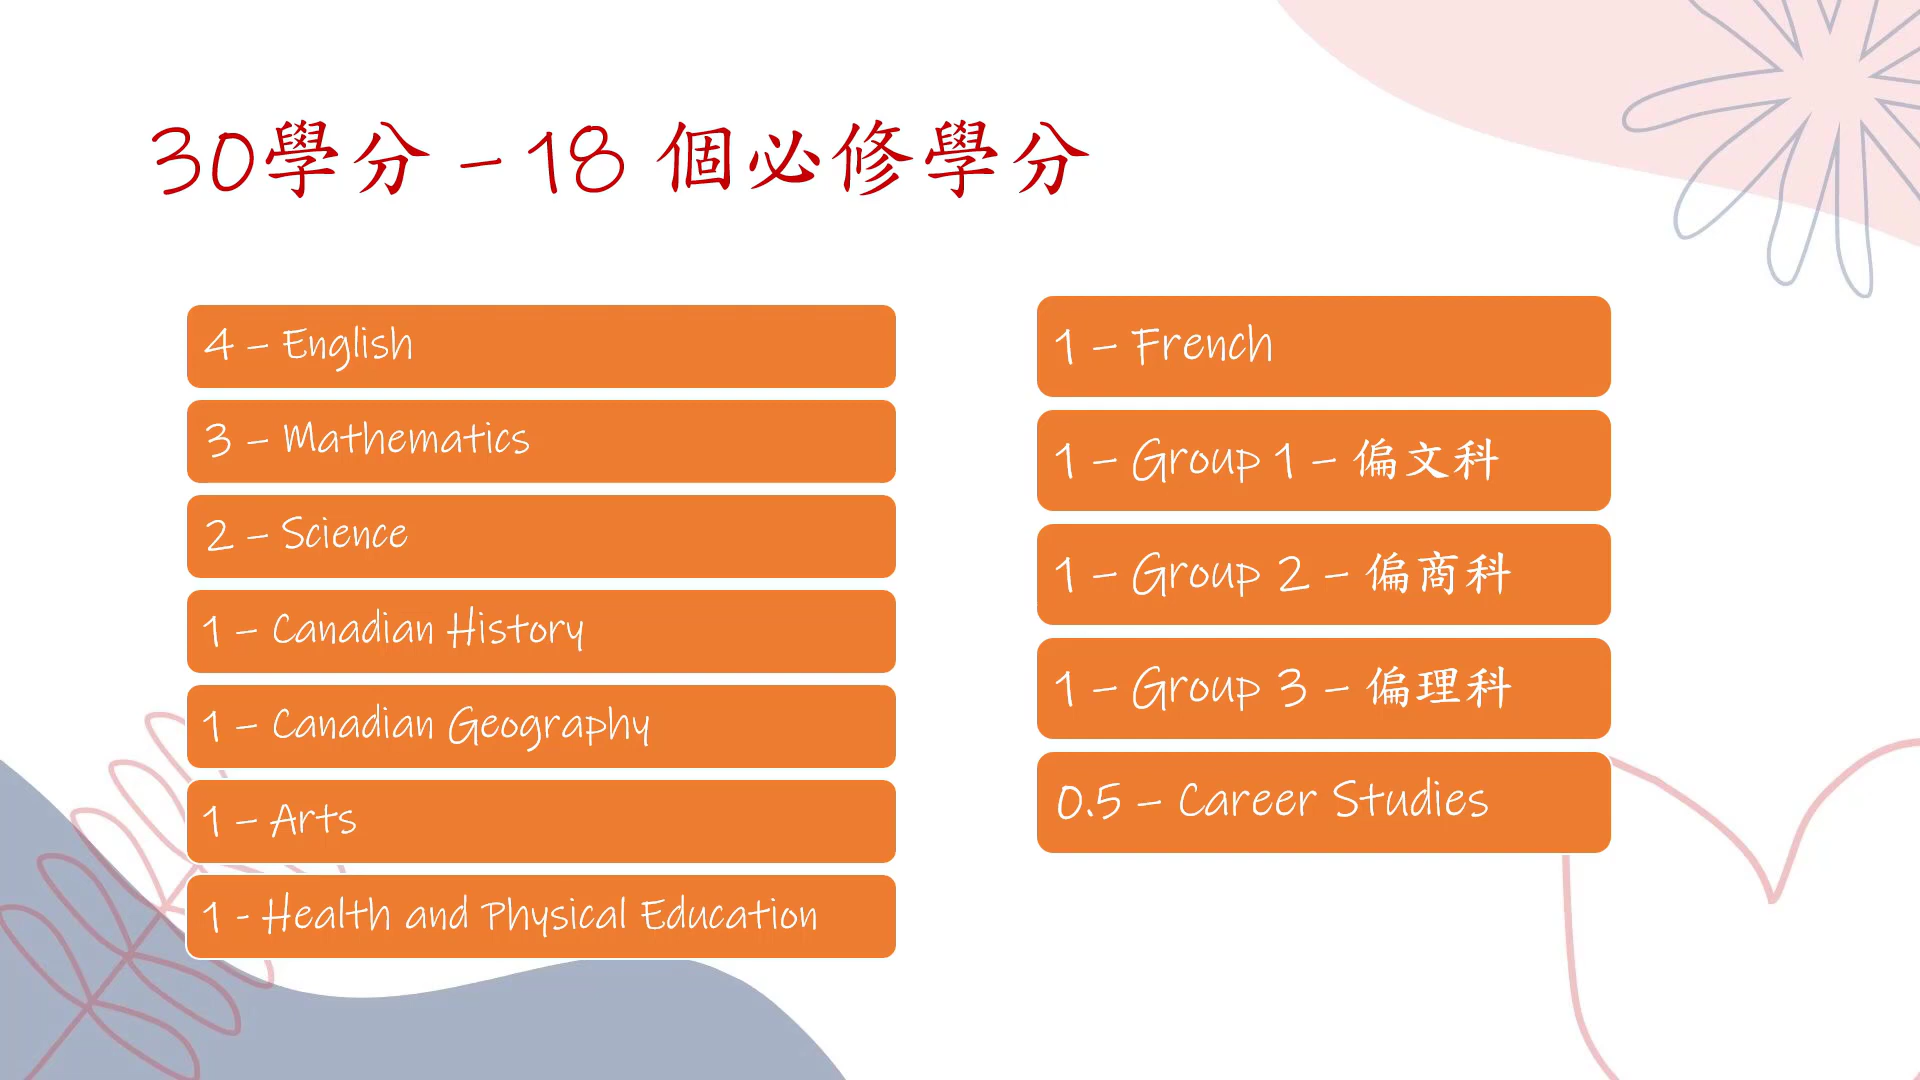 30學分 – 18 個必修學分
4 – English
3 – Mathematics
2 – Science
1 – Canadian History
1 – Canadian Geography
1 – Arts
1 - Health and Physical Education
1 – French
1 – Group 1 – 偏文科
1 – Group 2 – 偏商科
1 – Group 3 – 偏理科
0.5 – Career Studies